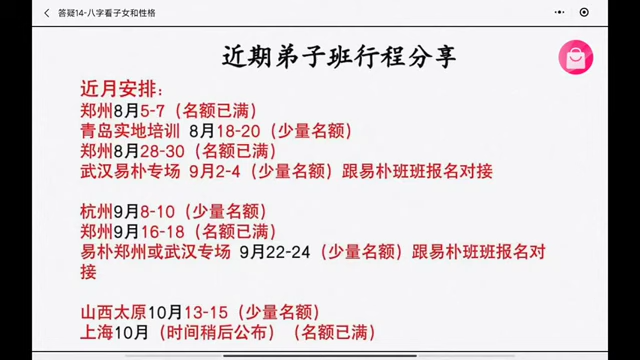 答疑14-八字看子女和性格
近期弟子班行程分享
近月安排：
郑州8月5-7（名额已满）
青岛实地培训 8月18-20（少量名额）
郑州8月28-30（名额已满）
武汉易朴专场 9月2-4（少量名额）跟易朴班班报名对接
杭州9月8-10（少量名额）
郑州9月16-18（名额已满）
易朴郑州或武汉专场 9月22-24（少量名额）跟易朴班班报名对
接
山西太原10月13-15（少量名额）
上海10月（时间稍后公布）（名额已满）